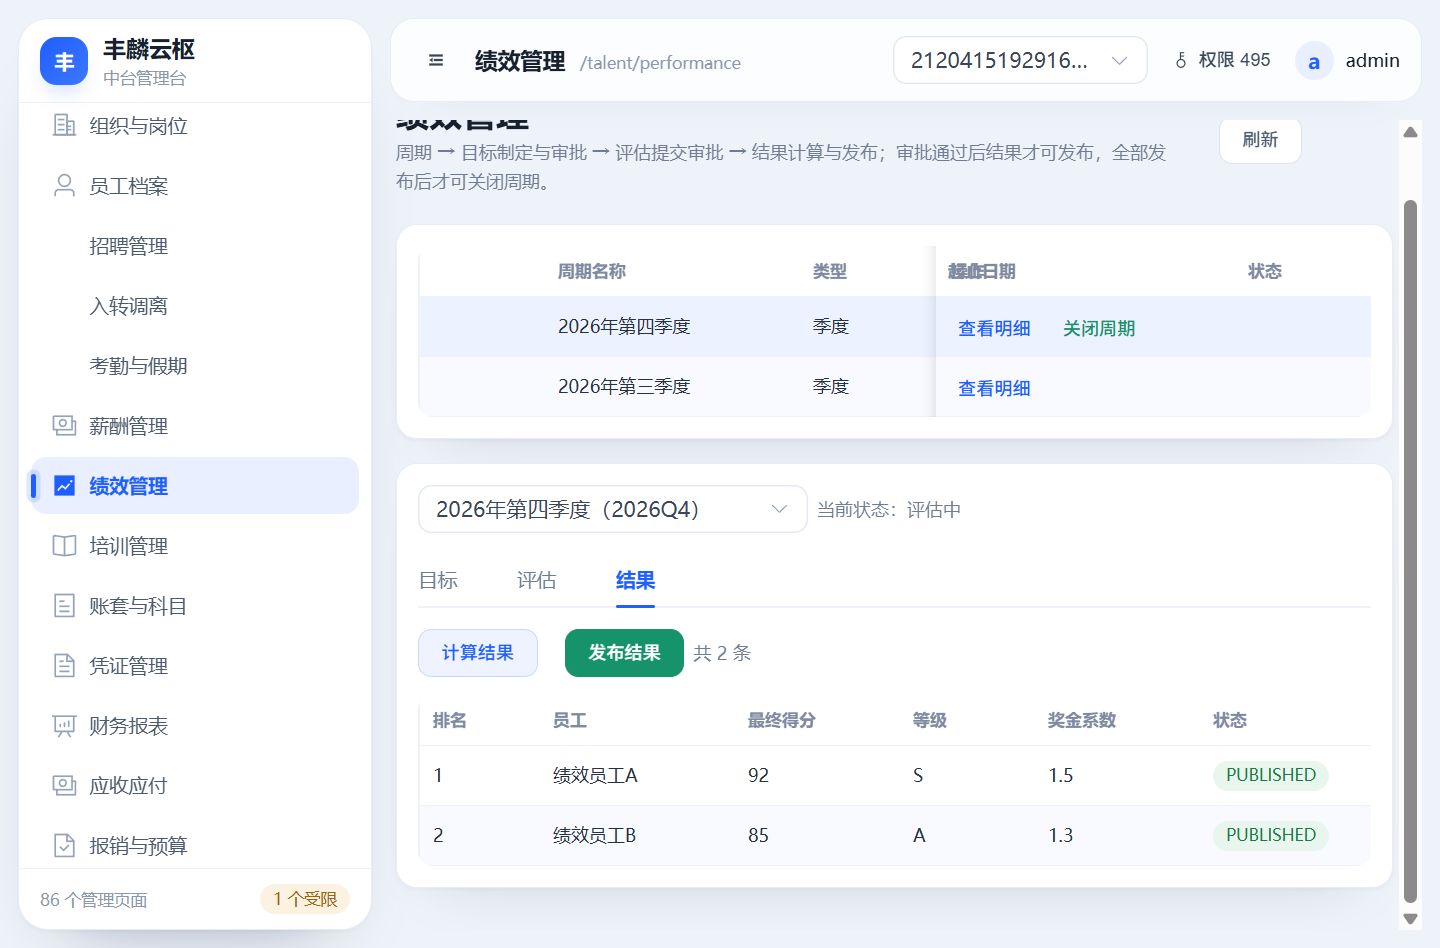 丰
丰麟云枢
中台管理台
组织与岗位
员工档案
招聘管理
入转调离
考勤与假期
薪酬管理
绩效管理
培训管理
账套与科目
凭证管理
财务报表
应收应付
报销与预算
86 个管理页面
1 个受限
绩效管理 /talent/performance
2120415192916...
权限 495
a
admin
绩效管理
周期 → 目标制定与审批 → 评估提交审批 → 结果计算与发布；审批通过后结果才可发布，全部发
布后才可关闭周期。
刷新
周期名称 类型 日期 状态
2026年第四季度 季度 查看明细 关闭周期
2026年第三季度 季度 查看明细
2026年第四季度（2026Q4） 当前状态：评估中
目标 评估 结果
计算结果 发布结果 共 2 条
排名 员工 最终得分 等级 奖金系数 状态
1 绩效员工A 92 S 1.5 PUBLISHED
2 绩效员工B 85 A 1.3 PUBLISHED